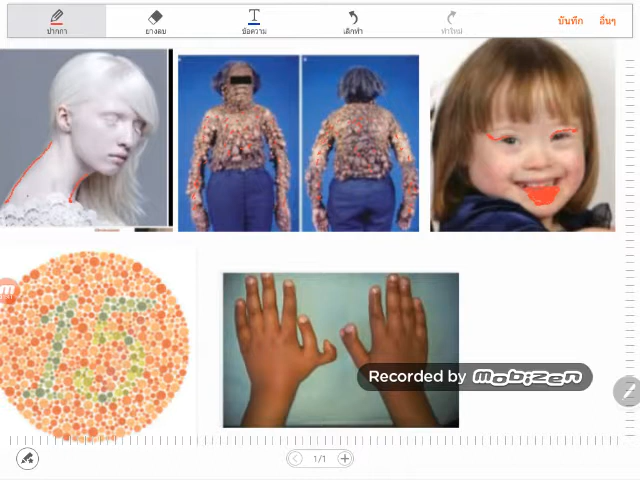 ปากกา
ยางลบ
T
ข้อความ
เลิกทำ
ทำใหม่
บันทึก
อื่นๆ
15
Recorded by mobizen
1/1